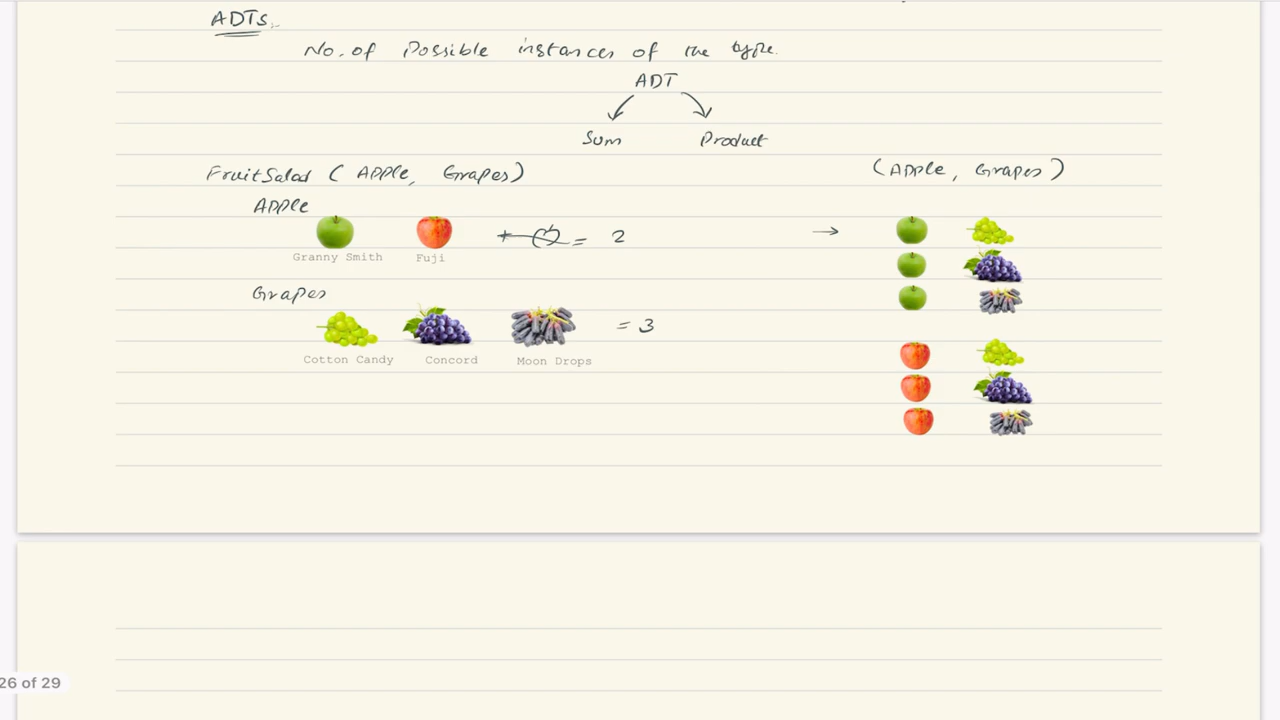 ADTs.
No. of Possible instances of the type.
ADT
Sum Product
FruitSalad ( Apple, Grapes )
(Apple, Grapes )
Apple
= 2
→
Granny Smith Fuji
Grapes
= 3
Cotton Candy Concord Moon Drops
26 of 29